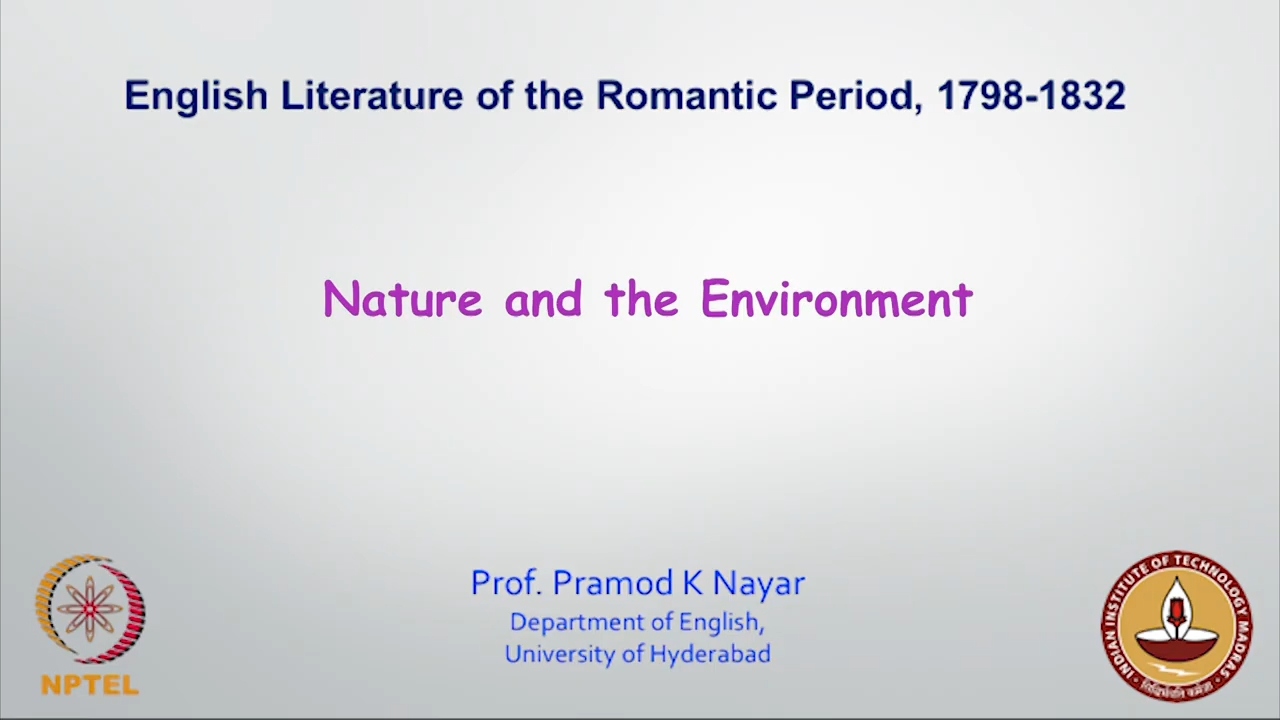 English Literature of the Romantic Period, 1798-1832
Nature and the Environment
Prof. Pramod K Nayar
Department of English,
University of Hyderabad
NPTEL
INDIAN INSTITUTE OF TECHNOLOGY MADRAS